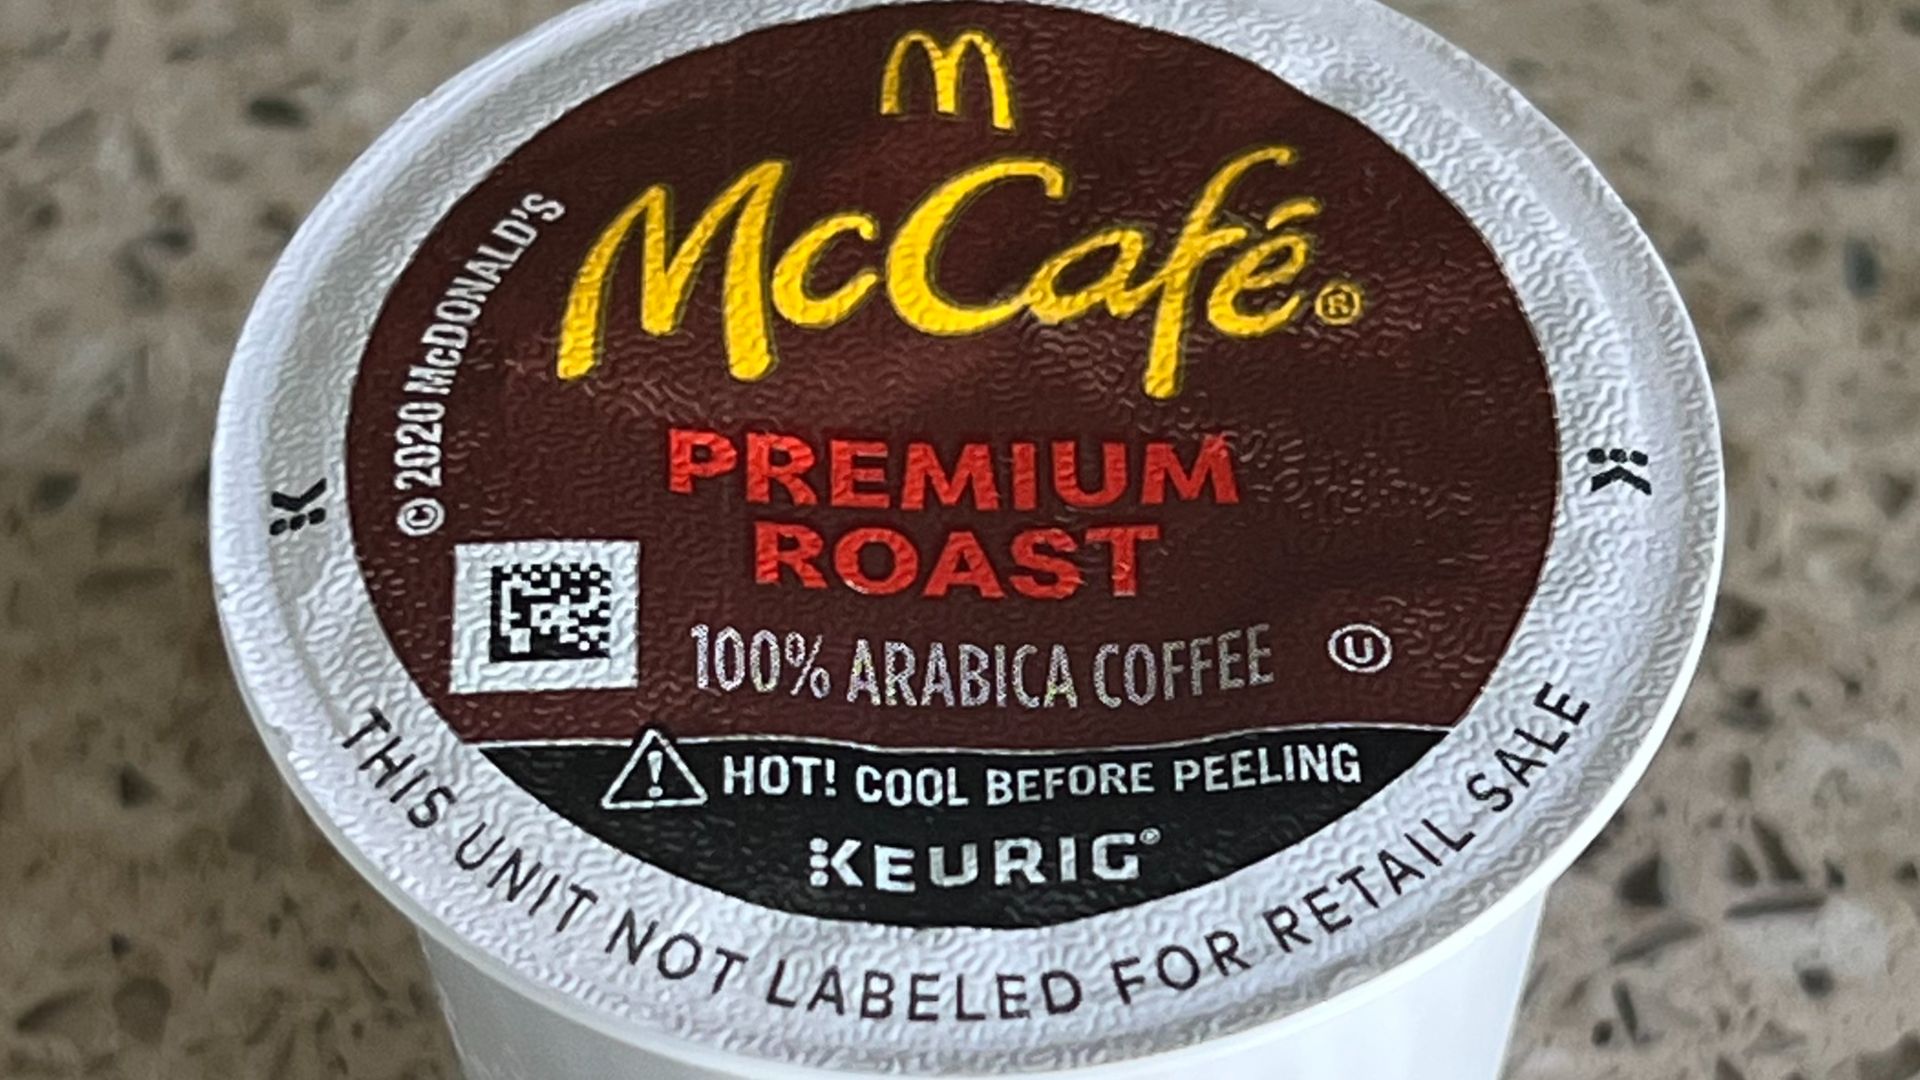 McCafé®
© 2020 McDONALD'S
PREMIUM
ROAST
100% ARABICA COFFEE
U
HOT! COOL BEFORE PEELING
KEURIG®
THIS UNIT NOT LABELED FOR RETAIL SALE